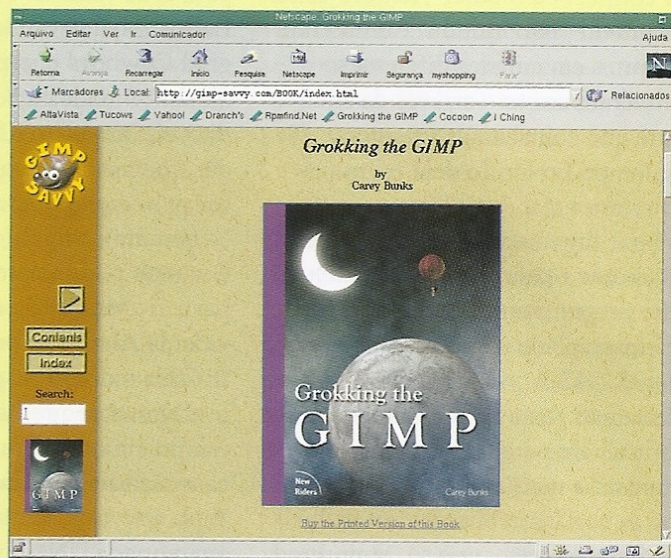 Netscape: Grokking the GIMP
Arquivo Editar Ver Ir Comunicador Ajuda
Retorna Avança Recarregar Início Pesquisa Netscape Imprimir Segurança myshopping Parar
Marcadores Local: http://gimp-savvy.com/BOOK/index.html Relacionados
AltaVista Tucows Yahoo! Dranch's Rpmfind.Net Grokking the GIMP Cocoon I Ching
GIMP
SAVVY
Contents
Index
Search:
GIMP
Grokking the GIMP
by
Carey Bunks
Grokking the
GIMP
New
Riders
Carey Bunks
Buy the Printed Version of this Book